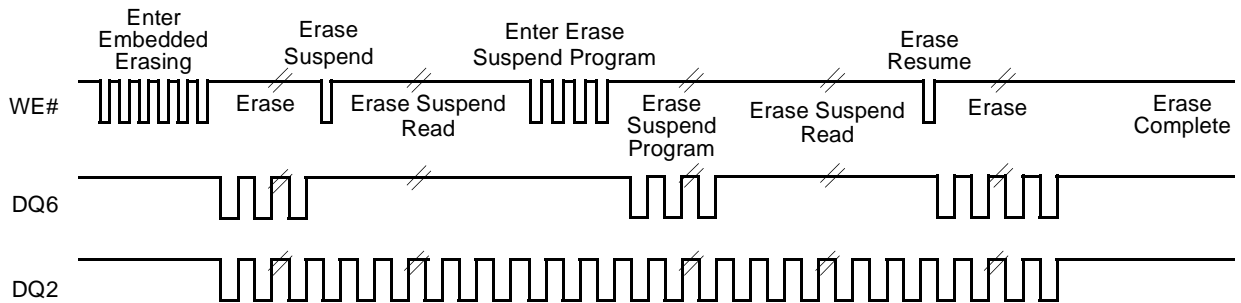 Enter
Embedded
Erasing
Erase
Suspend
Enter Erase
Suspend Program
Erase
Resume
WE#
Erase
Erase Suspend
Read
Erase
Suspend
Program
Erase Suspend
Read
Erase
Erase
Complete
DQ6
DQ2